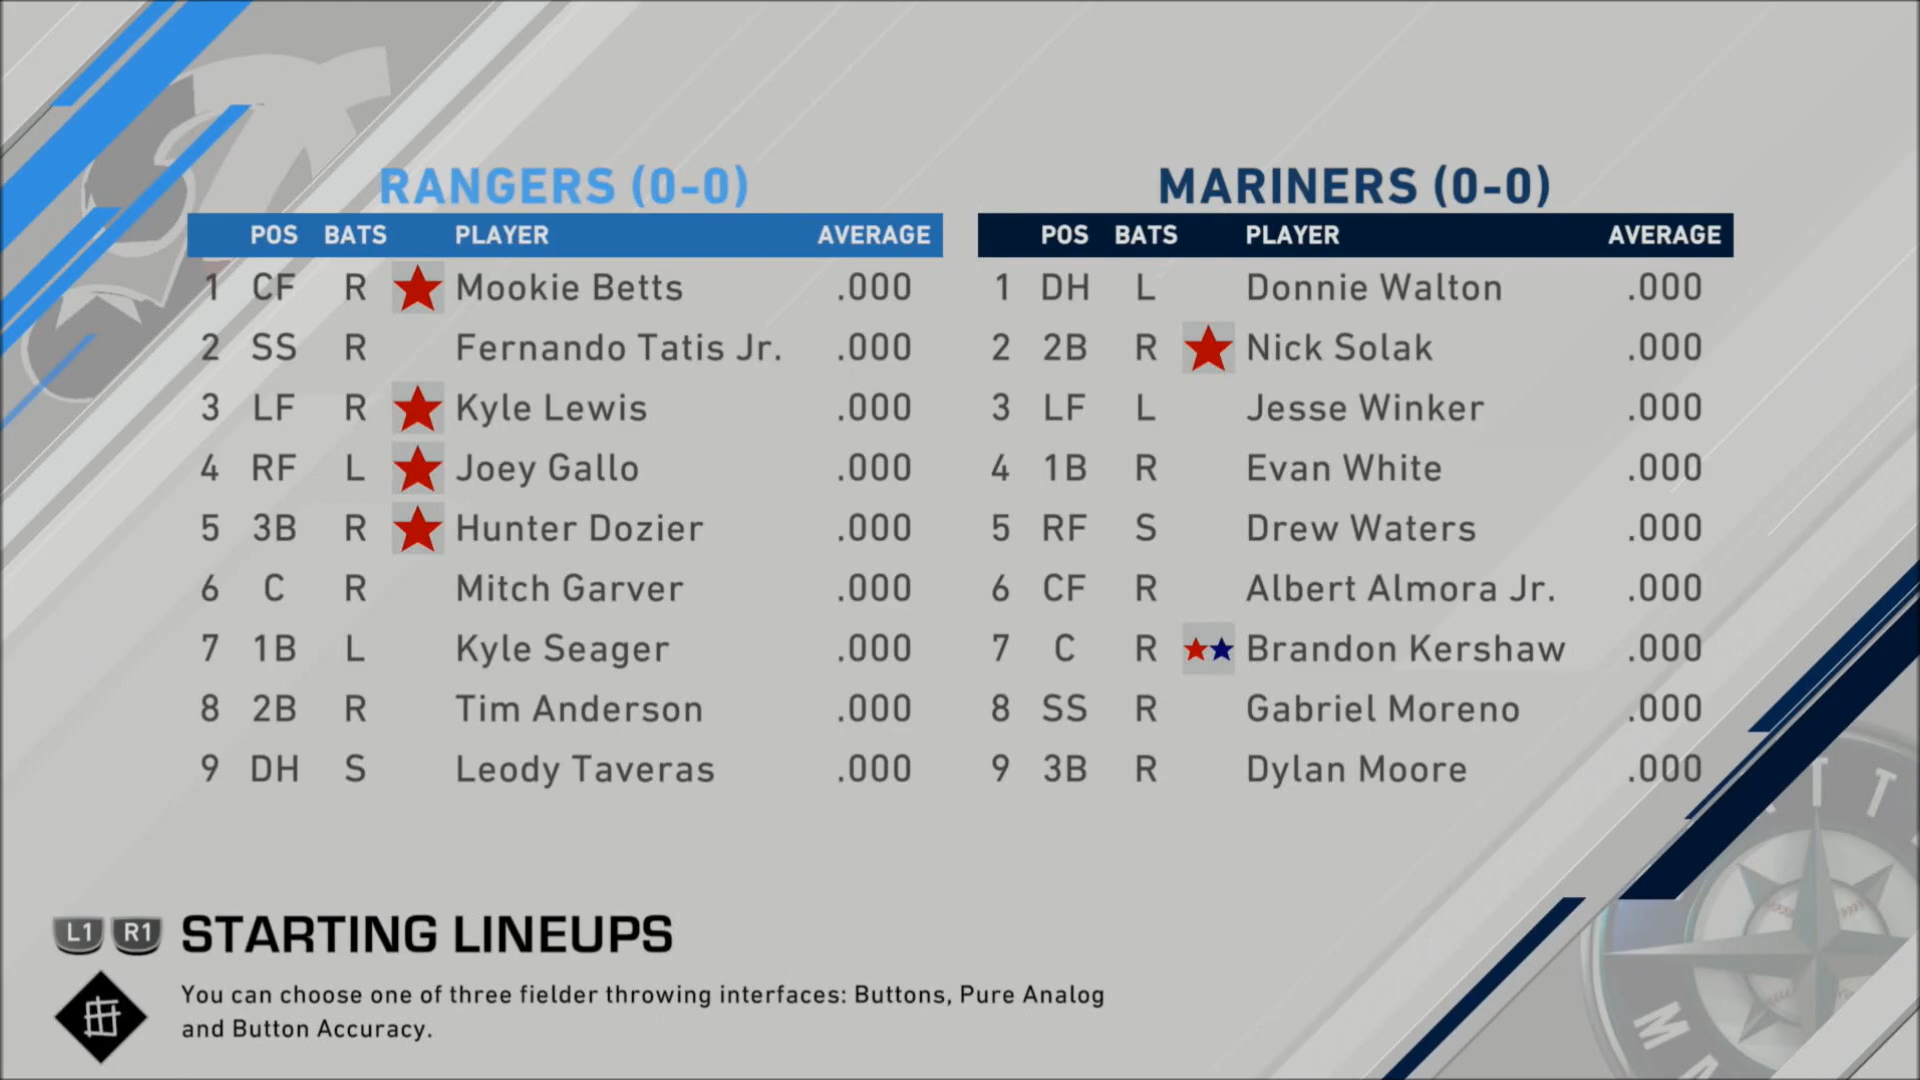 RANGERS (0-0)
POS BATS PLAYER AVERAGE
1 CF R Mookie Betts .000
2 SS R Fernando Tatis Jr. .000
3 LF R Kyle Lewis .000
4 RF L Joey Gallo .000
5 3B R Hunter Dozier .000
6 C R Mitch Garver .000
7 1B L Kyle Seager .000
8 2B R Tim Anderson .000
9 DH S Leody Taveras .000
MARINERS (0-0)
POS BATS PLAYER AVERAGE
1 DH L Donnie Walton .000
2 2B R Nick Solak .000
3 LF L Jesse Winker .000
4 1B R Evan White .000
5 RF S Drew Waters .000
6 CF R Albert Almora Jr. .000
7 C R Brandon Kershaw .000
8 SS R Gabriel Moreno .000
9 3B R Dylan Moore .000
L1 R1 STARTING LINEUPS
You can choose one of three fielder throwing interfaces: Buttons, Pure Analog
and Button Accuracy.